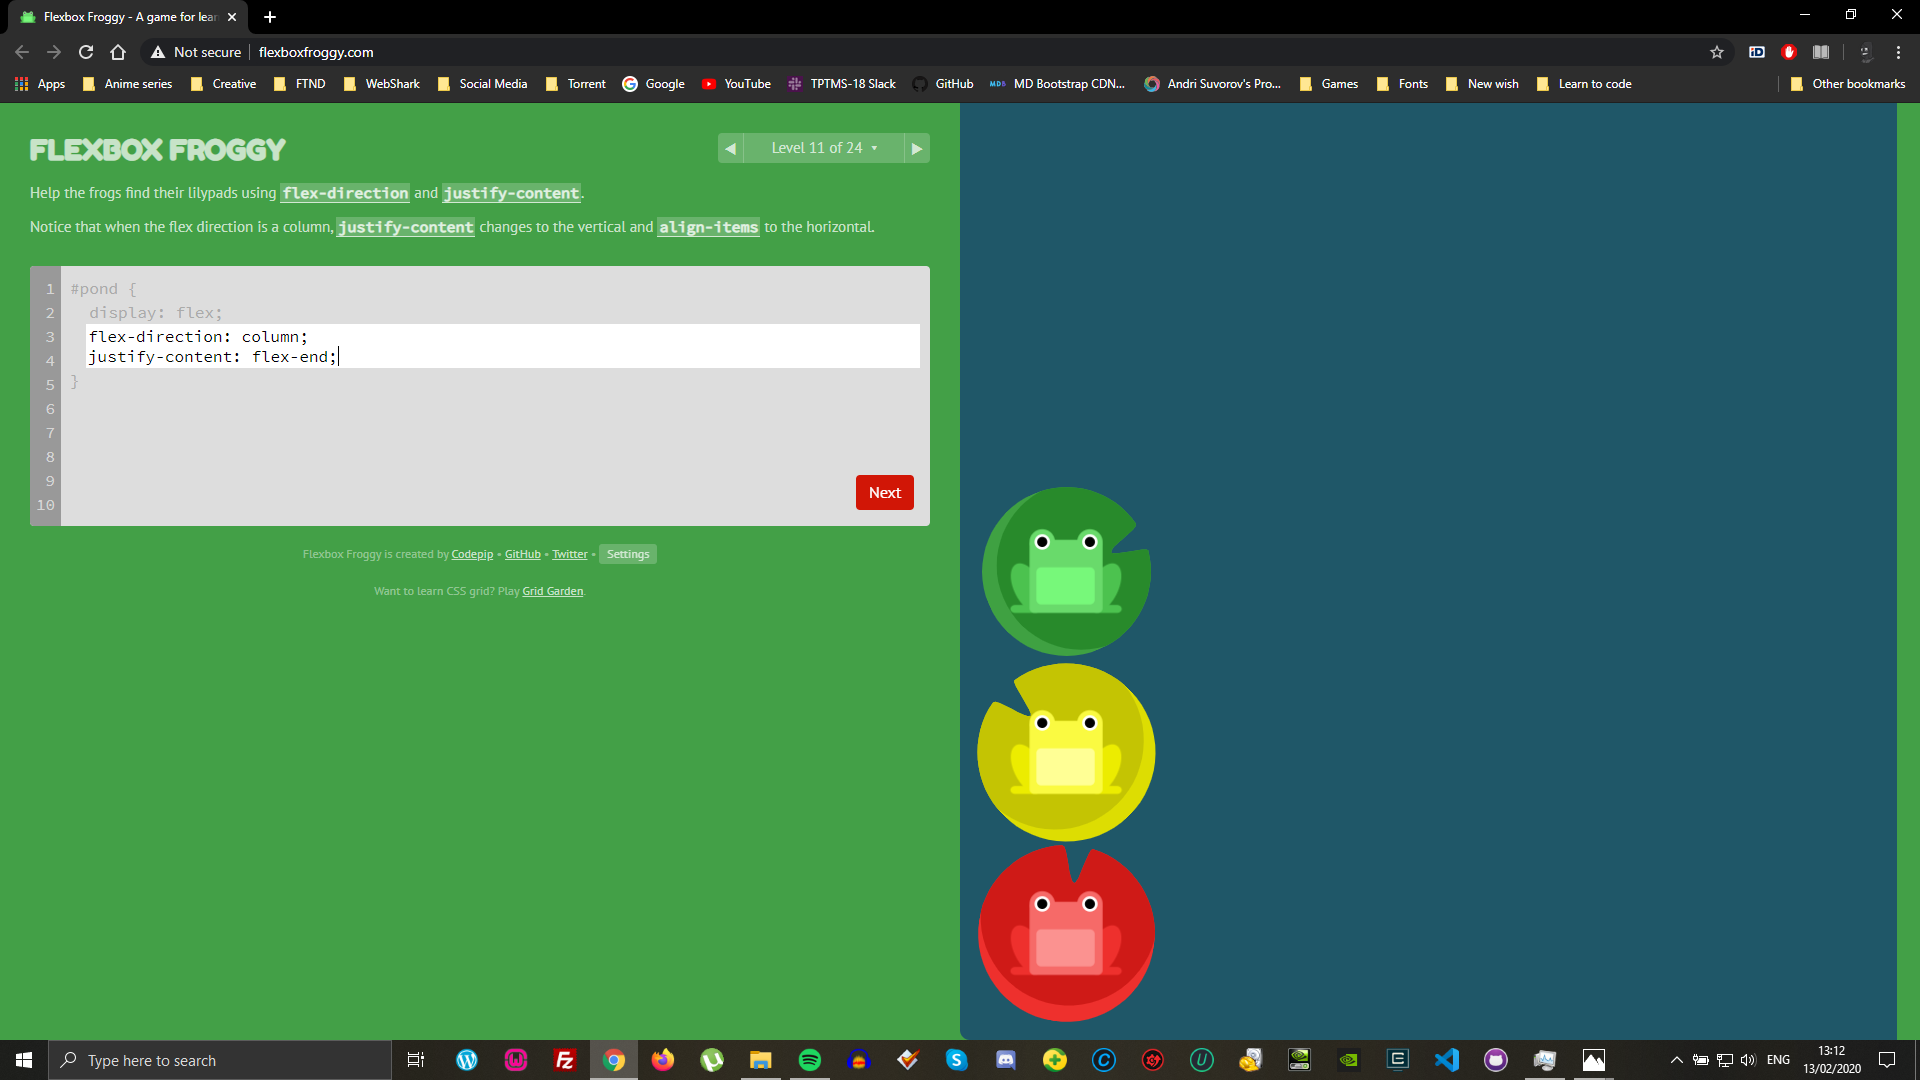 Flexbox Froggy - A game for lear
Not secure
flexboxfroggy.com
Apps Anime series Creative FTND WebShark Social Media Torrent Google YouTube TPTMS-18 Slack GitHub MD Bootstrap CDN... Andri Suvorov's Pro... Games Fonts New wish Learn to code Other bookmarks
FLEXBOX FROGGY
◀ Level 11 of 24 ▾ ▶
Help the frogs find their lilypads using flex-direction and justify-content.
Notice that when the flex direction is a column, justify-content changes to the vertical and align-items to the horizontal.
1 #pond {
2 display: flex;
3 flex-direction: column;
4 justify-content: flex-end;
5 }
6
7
8
9
10
Next
Flexbox Froggy is created by Codepip • GitHub • Twitter • Settings
Want to learn CSS grid? Play Grid Garden.
Type here to search
ENG
13:12
13/02/2020